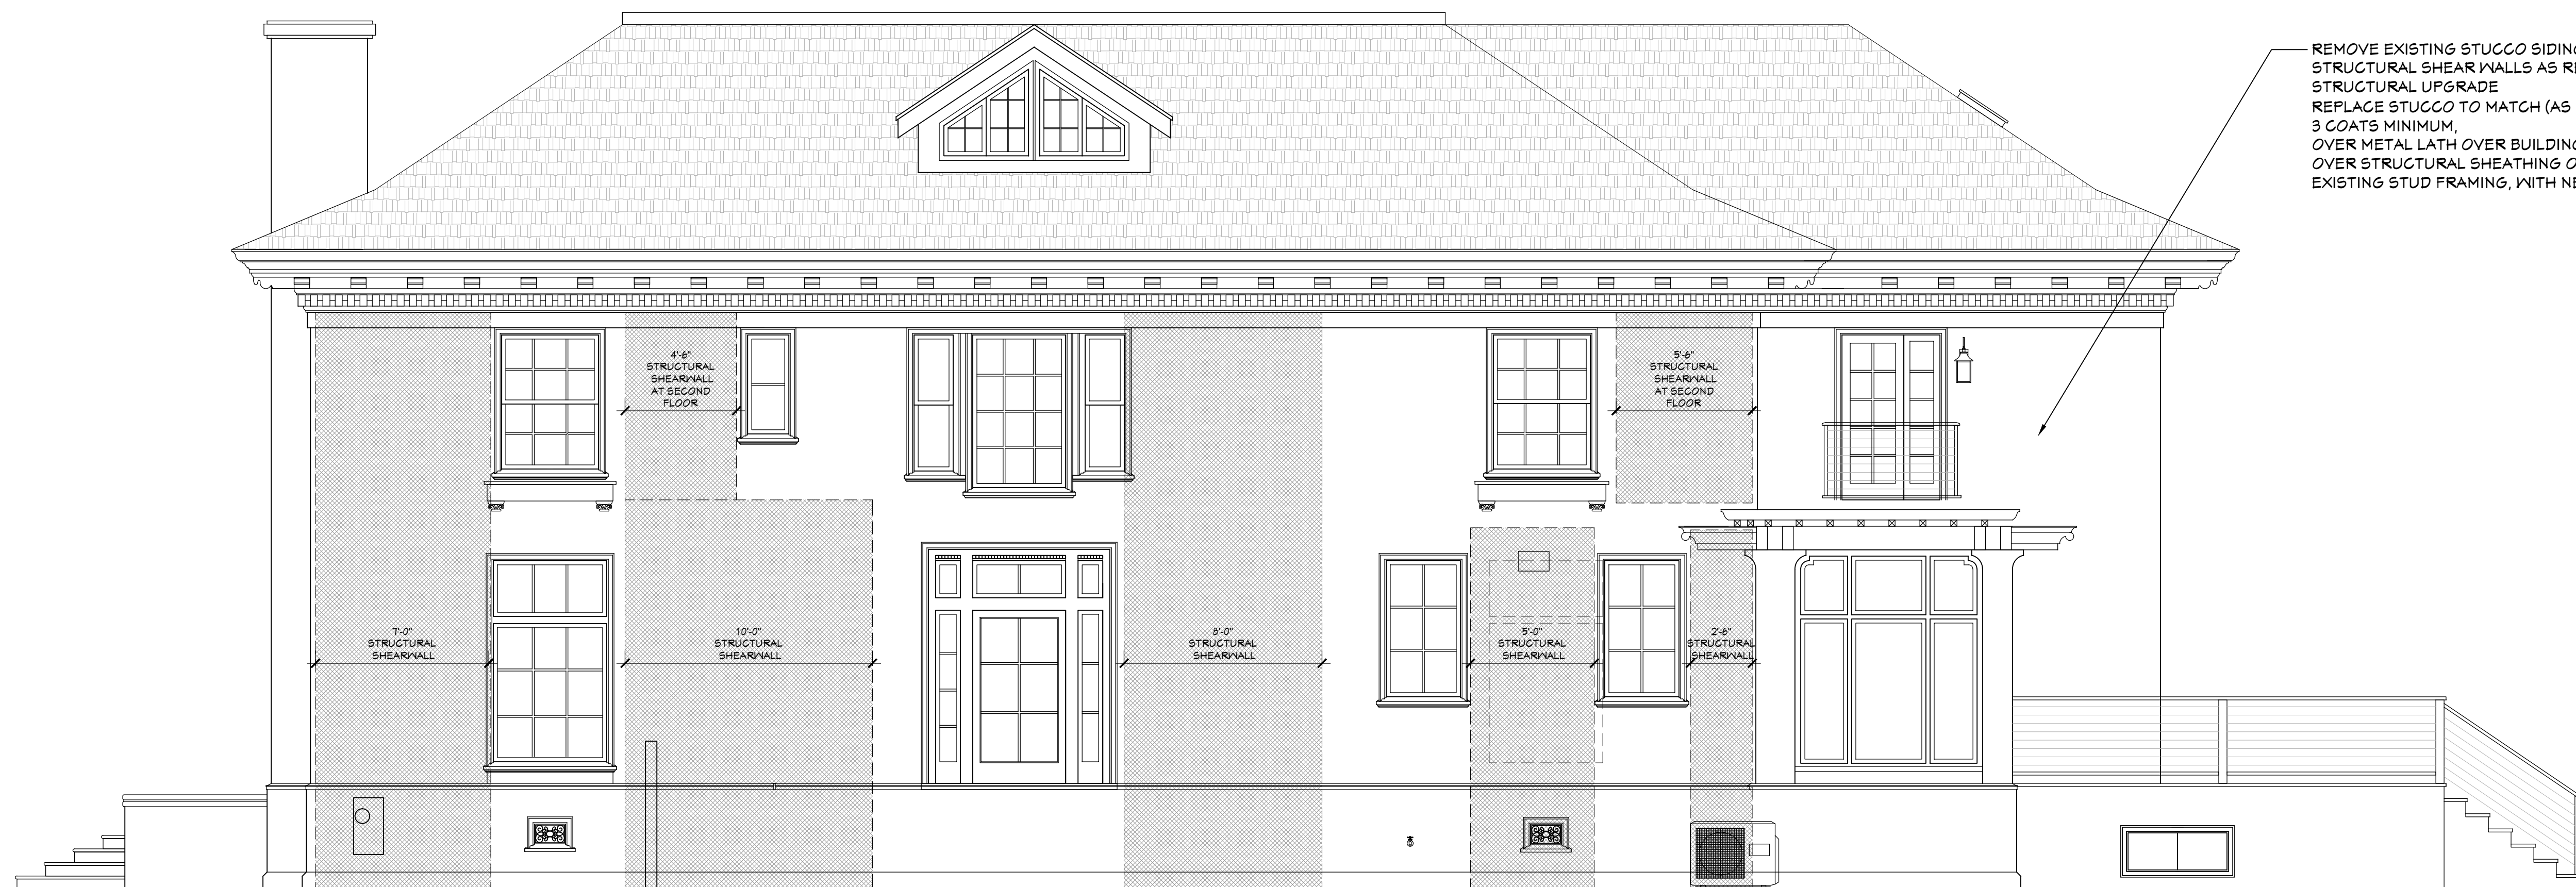 REMOVE EXISTING STUCCO SIDING
STRUCTURAL SHEAR WALLS AS
STRUCTURAL UPGRADE
REPLACE STUCCO TO MATCH (AS
3 COATS MINIMUM,
OVER METAL LATH OVER BUILDING
OVER STRUCTURAL SHEATHING
EXISTING STUD FRAMING, WITH
4'-6"
STRUCTURAL
SHEARWALL
AT SECOND
FLOOR
5'-6"
STRUCTURAL
SHEARWALL
AT SECOND
FLOOR
7'-0"
STRUCTURAL
SHEARWALL
10'-0"
STRUCTURAL
SHEARWALL
8'-0"
STRUCTURAL
SHEARWALL
5'-0"
STRUCTURAL
SHEARWALL
2'-6"
STRUCTURAL
SHEARWALL